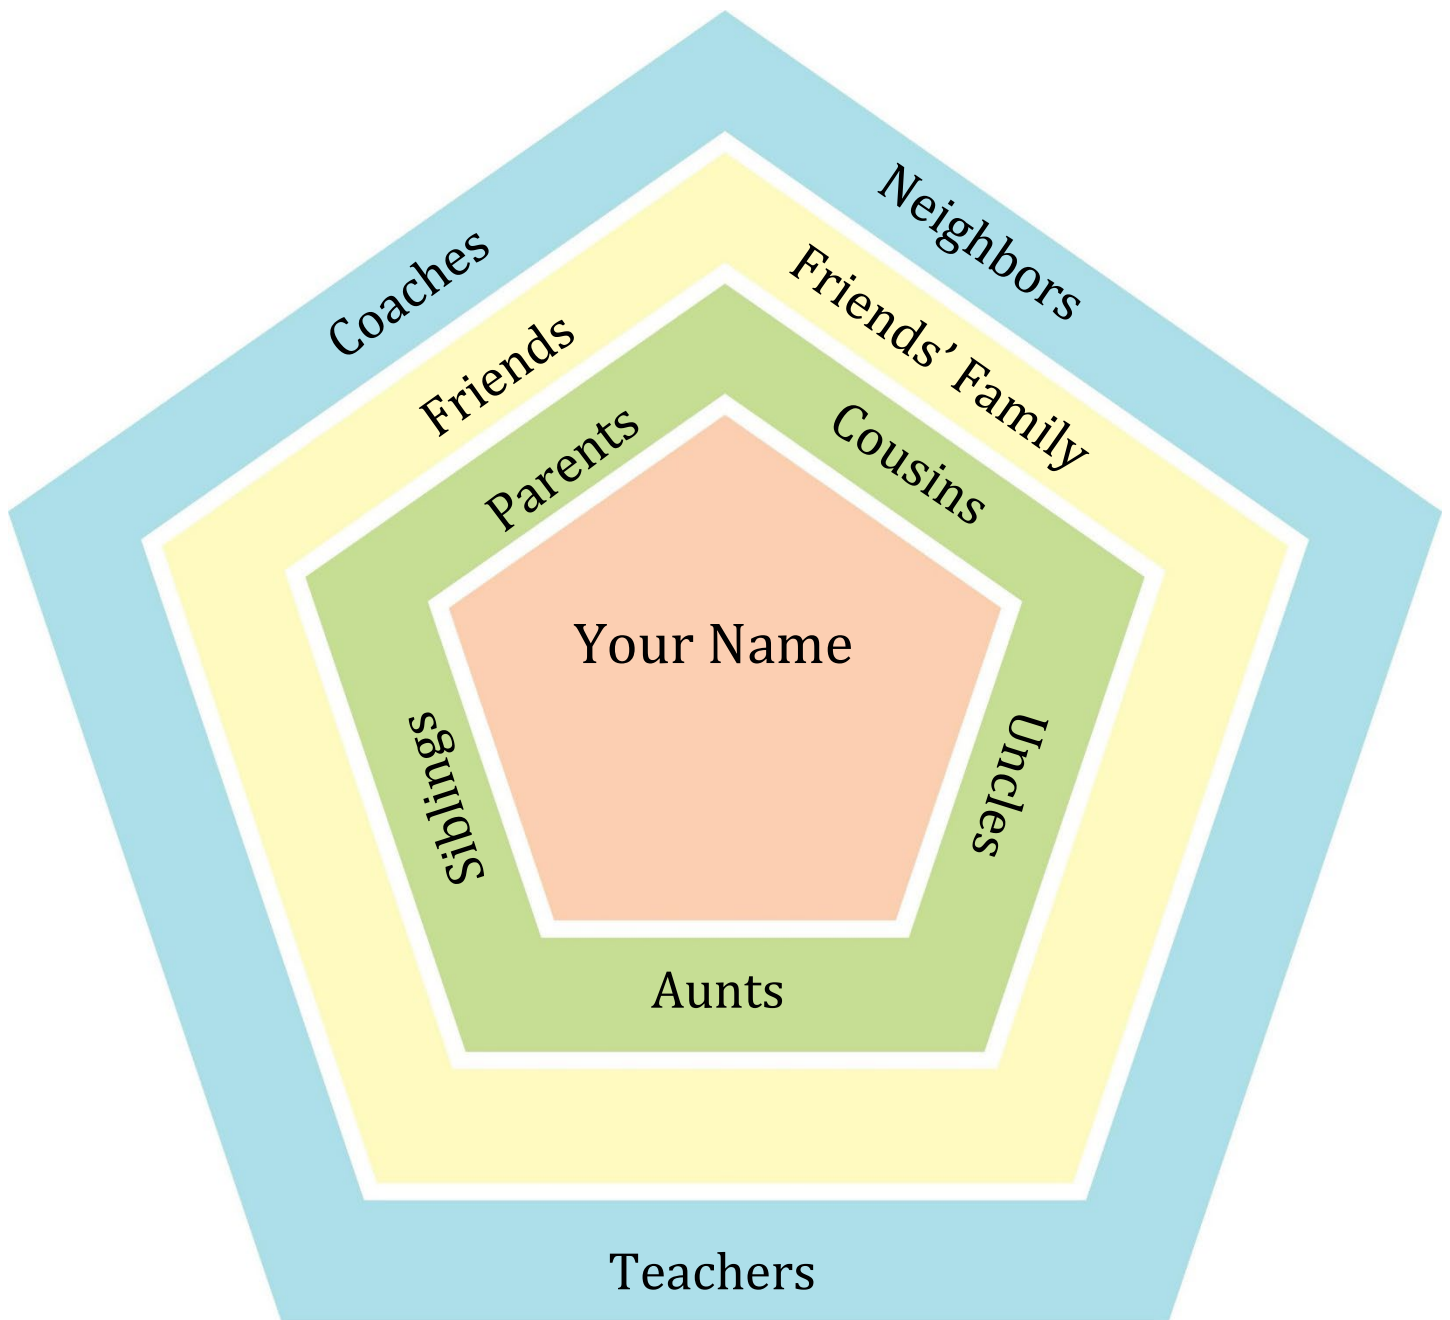 Neighbors
Coaches
Friends' Family
Friends
Cousins
Parents
Your Name
Siblings
Uncles
Aunts
Teachers